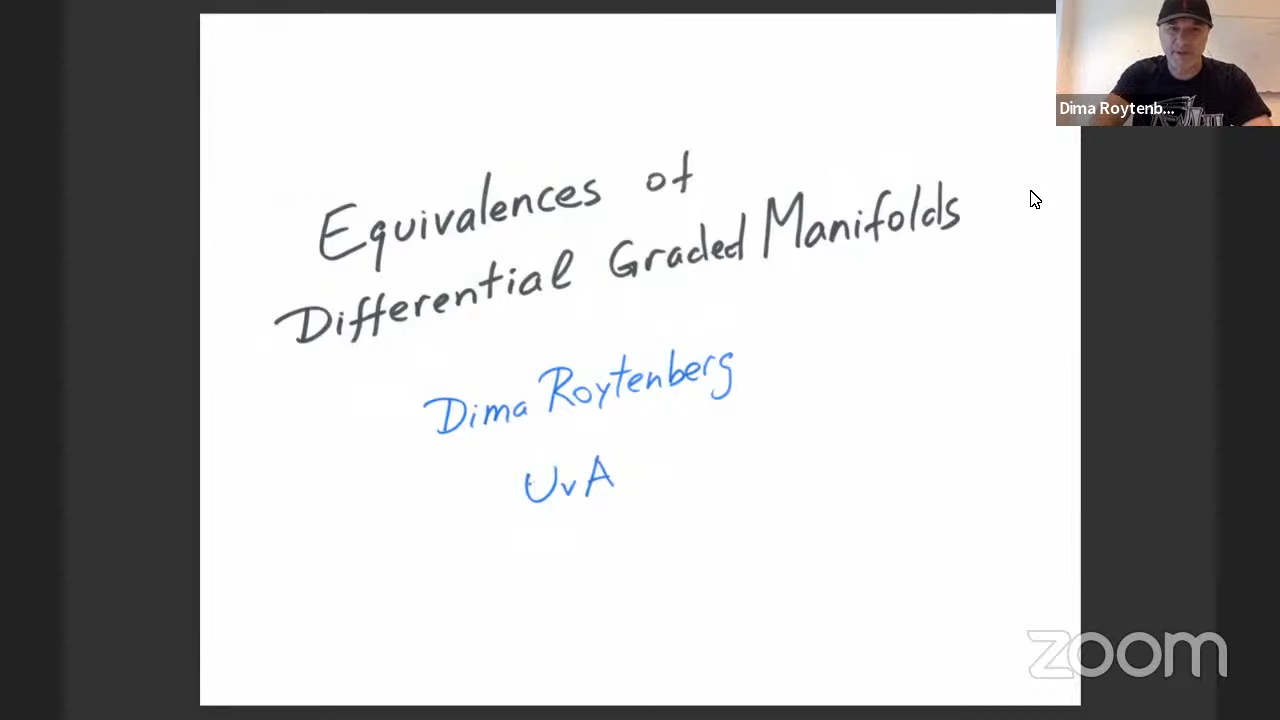 Dima Roytenb...
Equivalences of
Differential Graded Manifolds
Dima Roytenberg
UvA
zoom